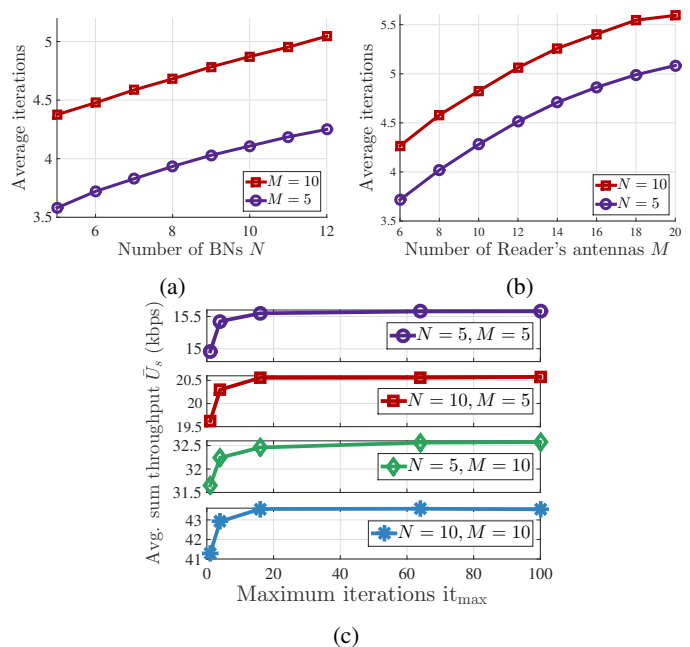 5
4.5
4
3.5
Average iterations
M = 10
M = 5
6 8 10 12
Number of BNs N
(a)
5.5
5
4.5
4
3.5
Average iterations
N = 10
N = 5
6 8 10 12 14 16 18 20
Number of Reader's antennas M
(b)
Avg. sum throughput Ūs (kbps)
15.5
15
N = 5, M = 5
20.5
20
19.5
N = 10, M = 5
32.5
32
31.5
N = 5, M = 10
43
42
41
N = 10, M = 10
0 20 40 60 80 100
Maximum iterations it_max
(c)